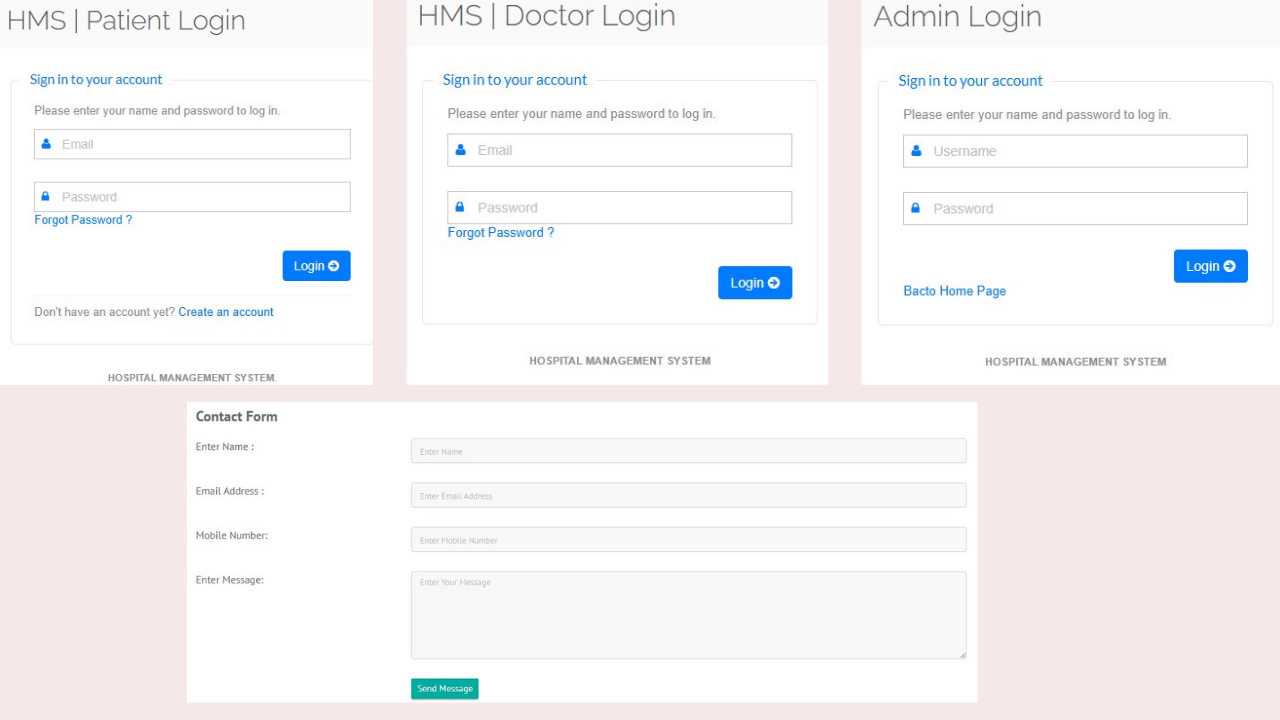 HMS | Patient Login
Sign in to your account
Please enter your name and password to log in.
Email
Password
Forgot Password ?
Login
Don't have an account yet? Create an account
HOSPITAL MANAGEMENT SYSTEM.
HMS | Doctor Login
Sign in to your account
Please enter your name and password to log in.
Email
Password
Forgot Password ?
Login
HOSPITAL MANAGEMENT SYSTEM
Admin Login
Sign in to your account
Please enter your name and password to log in.
Username
Password
Login
Bacto Home Page
HOSPITAL MANAGEMENT SYSTEM
Contact Form
Enter Name :
Enter Name
Email Address :
Enter Email Address
Mobile Number:
Enter Mobile Number
Enter Message:
Enter Your Message
Send Message